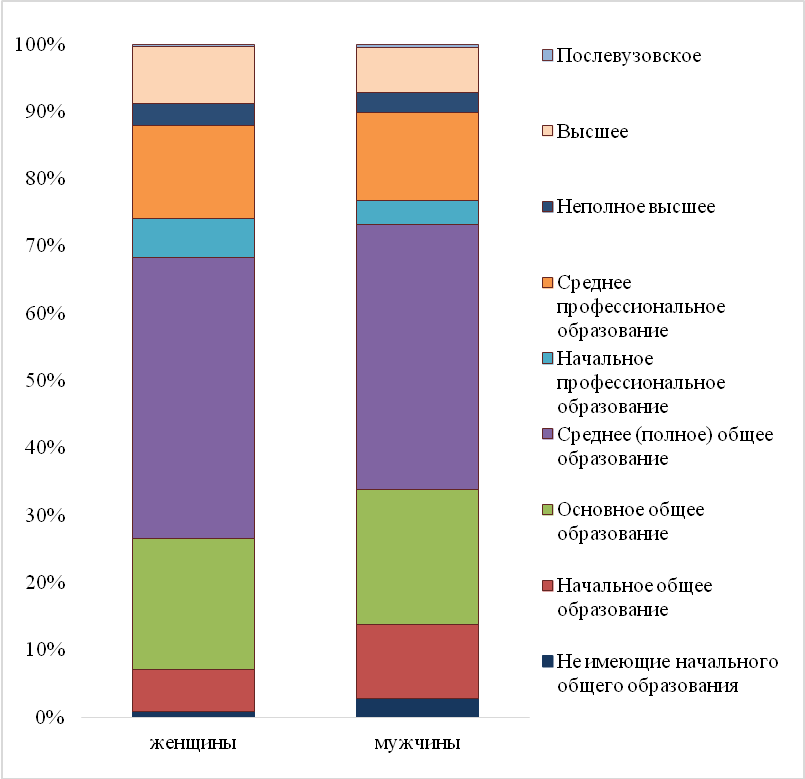 100%
90%
80%
70%
60%
50%
40%
30%
20%
10%
0%
женщины
мужчины
Послевузовское
Высшее
Неполное высшее
Среднее
профессиональное
образование
Начальное
профессиональное
образование
Среднее (полное) общее
образование
Основное общее
образование
Начальное общее
образование
Не имеющие начального
общего образования